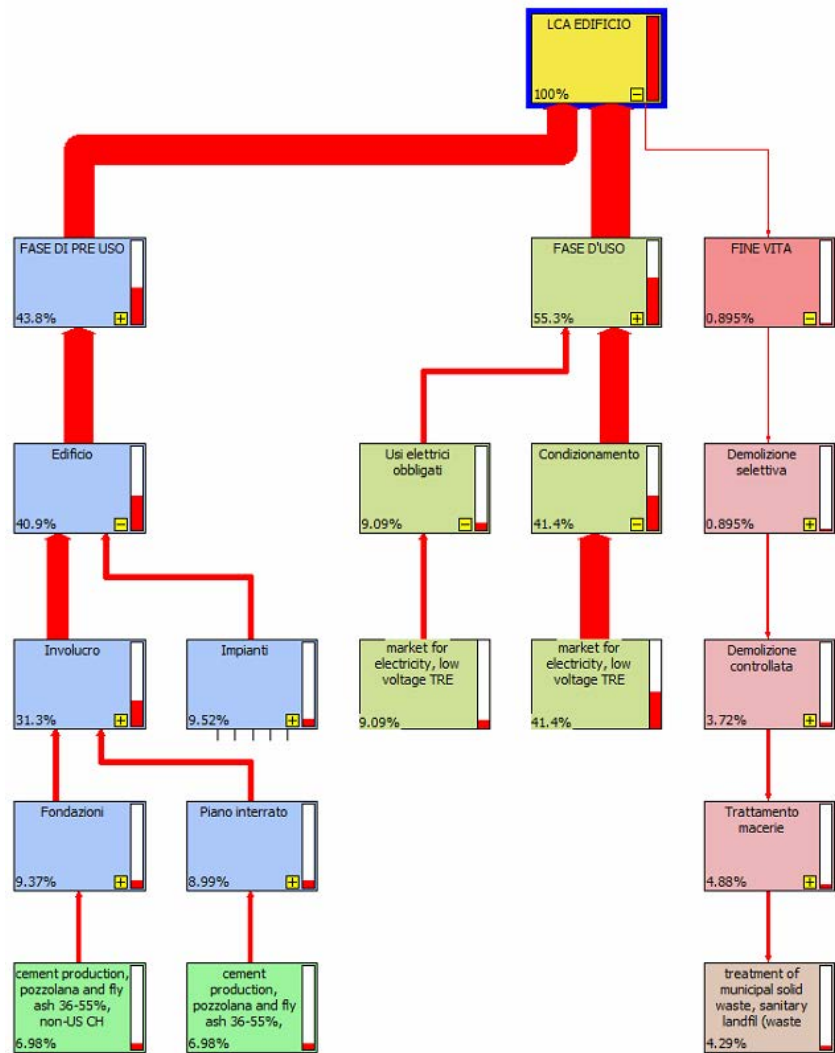 LCA EDIFICIO
100%
FASE DI PRE USO
43.8%
FASE D'USO
55.3%
FINE VITA
0.895%
Edificio
40.9%
Usi elettrici
obbligati
9.09%
Condizionamento
41.4%
Demolizione
selettiva
0.895%
Involucro
31.3%
Impianti
9.52%
market for
electricity, low
voltage TRE
9.09%
market for
electricity, low
voltage TRE
41.4%
Demolizione
controllata
3.72%
Fondazioni
9.37%
Piano interrato
8.99%
Trattamento
macerie
4.88%
cement production,
pozzolana and fly
ash 36-55%,
non-US CH
6.98%
cement
production,
pozzolana and fly
ash 36-55%,
6.98%
treatment of
municipal solid
waste, sanitary
landfil (waste
4.29%